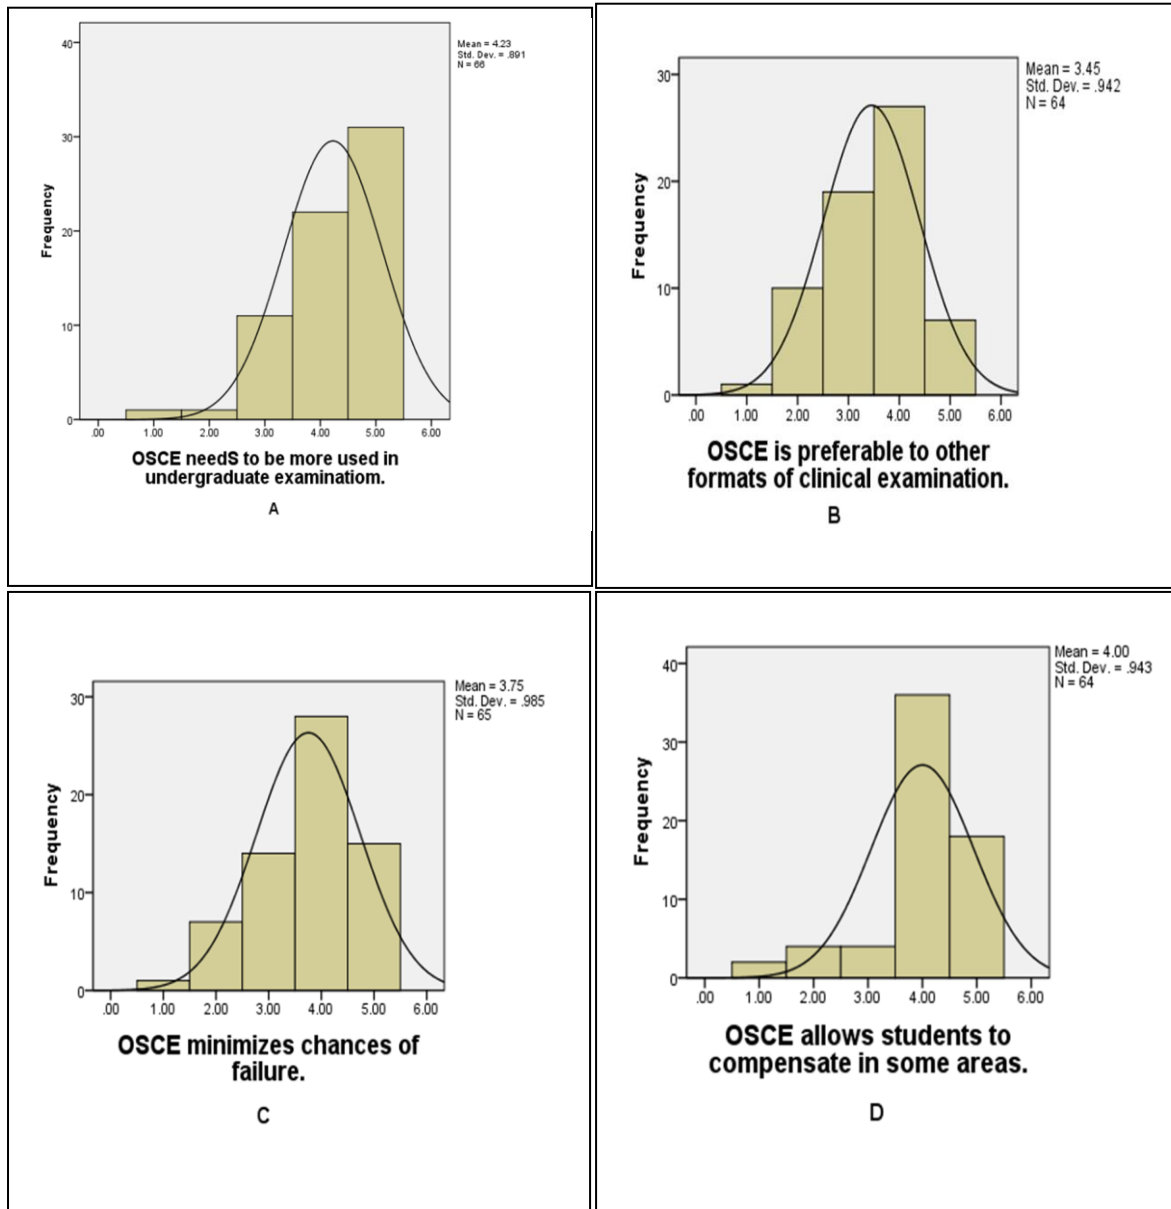 Mean = 4.23
Std. Dev. = .891
N = 66
40
30
20
10
0
Frequency
.00 1.00 2.00 3.00 4.00 5.00 6.00
OSCE needS to be more used in
undergraduate examinatiom.
A
Mean = 3.45
Std. Dev. = .942
N = 64
30
20
10
0
Frequency
.00 1.00 2.00 3.00 4.00 5.00 6.00
OSCE is preferable to other
formats of clinical examination.
B
Mean = 3.75
Std. Dev. = .985
N = 65
30
20
10
0
Frequency
.00 1.00 2.00 3.00 4.00 5.00 6.00
OSCE minimizes chances of
failure.
C
Mean = 4.00
Std. Dev. = .943
N = 64
40
30
20
10
0
Frequency
.00 1.00 2.00 3.00 4.00 5.00 6.00
OSCE allows students to
compensate in some areas.
D